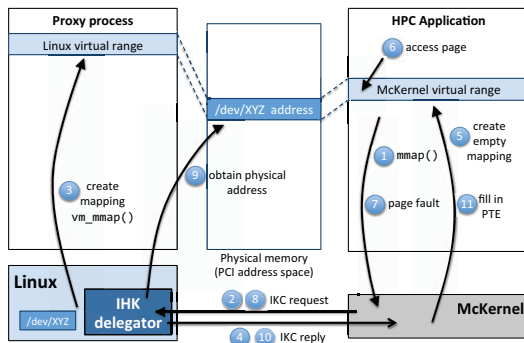 Proxy process
HPC Application
Linux virtual range
6 access page
/dev/XYZ address
McKernel virtual range
1 mmap()
5 create
empty
mapping
3 create
mapping
vm_mmap()
9 obtain physical
address
7 page fault
11 fill in
PTE
Physical memory
(PCI address space)
Linux
/dev/XYZ
IHK
delegator
2 8 IKC request
McKernel
4 10 IKC reply